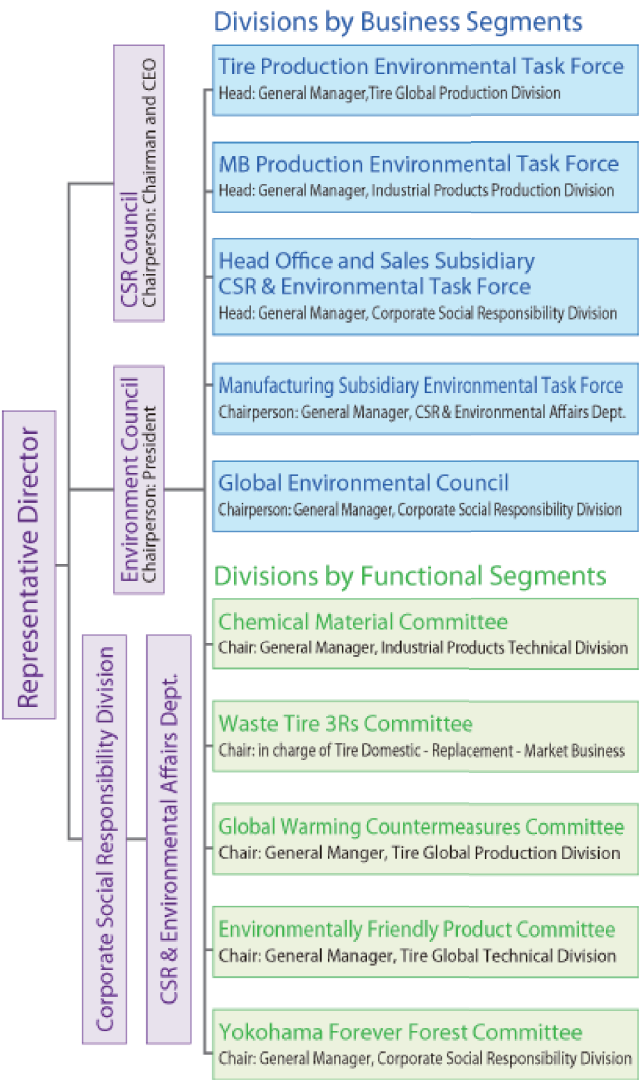 Representative Director
CSR Council
Chairperson: Chairman and CEO
Environment Council
Chairperson: President
Corporate Social Responsibility Division
CSR & Environmental Affairs Dept.
Divisions by Business Segments
Tire Production Environmental Task Force
Head: General Manager,Tire Global Production Division
MB Production Environmental Task Force
Head: General Manager, Industrial Products Production Division
Head Office and Sales Subsidiary
CSR & Environmental Task Force
Head: General Manager, Corporate Social Responsibility Division
Manufacturing Subsidiary Environmental Task Force
Chairperson: General Manager, CSR & Environmental Affairs Dept.
Global Environmental Council
Chairperson: General Manager, Corporate Social Responsibility Division
Divisions by Functional Segments
Chemical Material Committee
Chair: General Manager, Industrial Products Technical Division
Waste Tire 3Rs Committee
Chair: in charge of Tire Domestic - Replacement - Market Business
Global Warming Countermeasures Committee
Chair: General Manger, Tire Global Production Division
Environmentally Friendly Product Committee
Chair: General Manager, Tire Global Technical Division
Yokohama Forever Forest Committee
Chair: General Manager, Corporate Social Responsibility Division